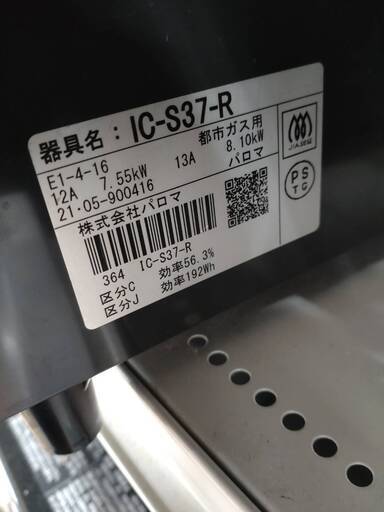 器具名：IC-S37-R
E1-4-16 都市ガス用
12A 7.55kW 13A 8.10kW
21.05-900416 パロマ
株式会社パロマ
JIA
PS
TG
364 IC-S37-R
区分C 効率56.3%
区分J 効率192Wh